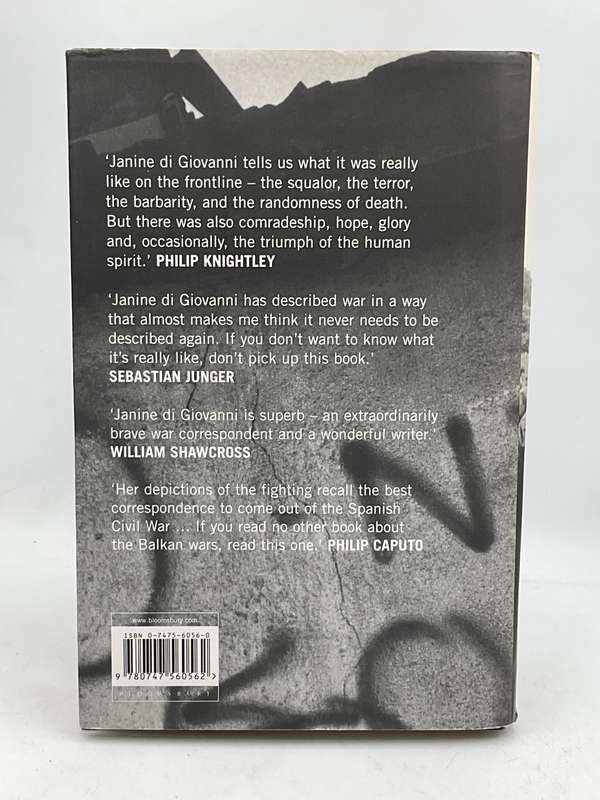 ‘Janine di Giovanni tells us what it was really
like on the frontline – the squalor, the terror,
the barbarity, and the randomness of death.
But there was also comradeship, hope, glory
and, occasionally, the triumph of the human
spirit.’ PHILIP KNIGHTLEY
‘Janine di Giovanni has described war in a way
that almost makes me think it never needs to be
described again. If you don't want to know what
it's really like, don't pick up this book.’
SEBASTIAN JUNGER
‘Janine di Giovanni is superb – an extraordinarily
brave war correspondent and a wonderful writer.’
WILLIAM SHAWCROSS
‘Her depictions of the fighting recall the best
correspondence to come out of the Spanish
Civil War ... If you read no other book about
the Balkan wars, read this one.’ PHILIP CAPUTO
www.bloomsbury.com
ISBN 0-7475-6056-0
9 780747 560562 >
BLOOMSBURY